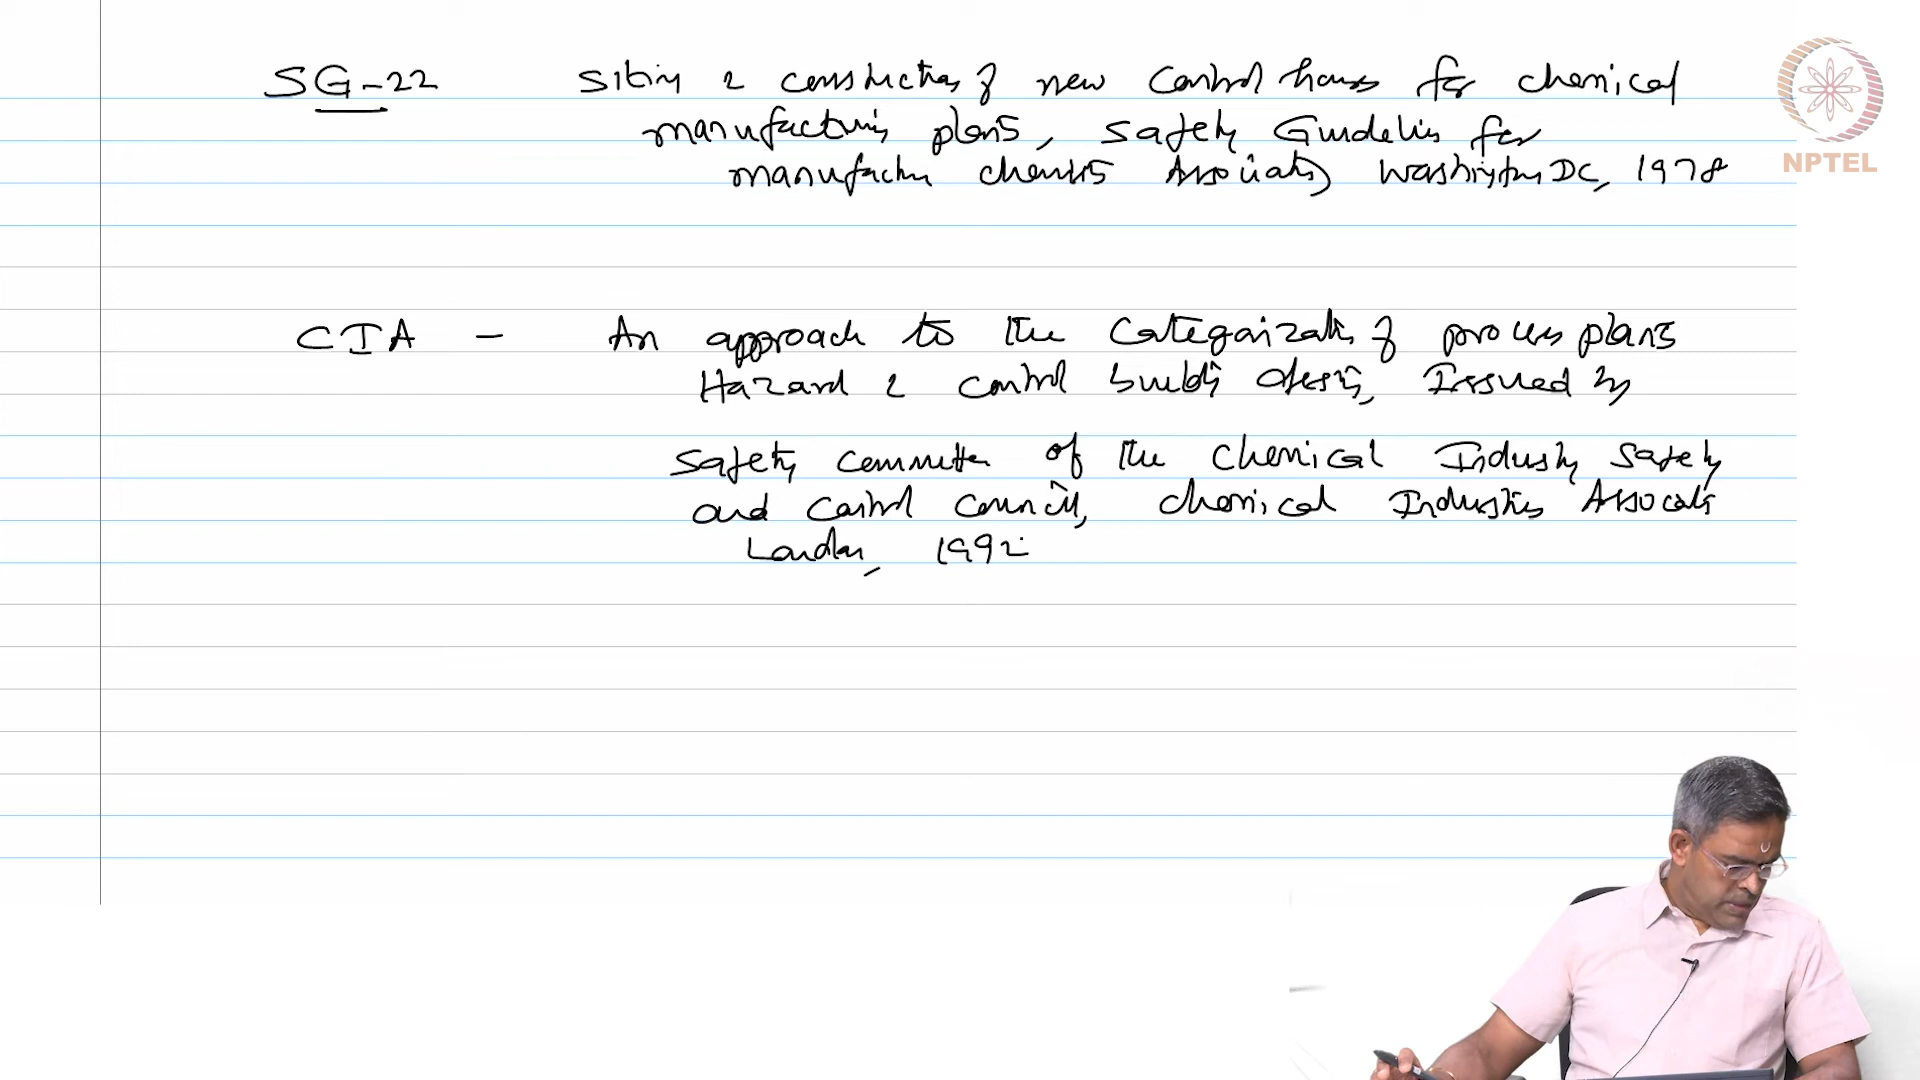 SG-22 Siting & construction of new control houses for chemical
manufacturing plants, Safety Guidelines for
manufacture chemists Association, Washington DC, 1978
CIA - An approach to the Categorization of process plants
Hazard & control building design, Issued by
safety committee of the chemical Industry safety
and control council, chemical Industries Association
London, 1992
NPTEL